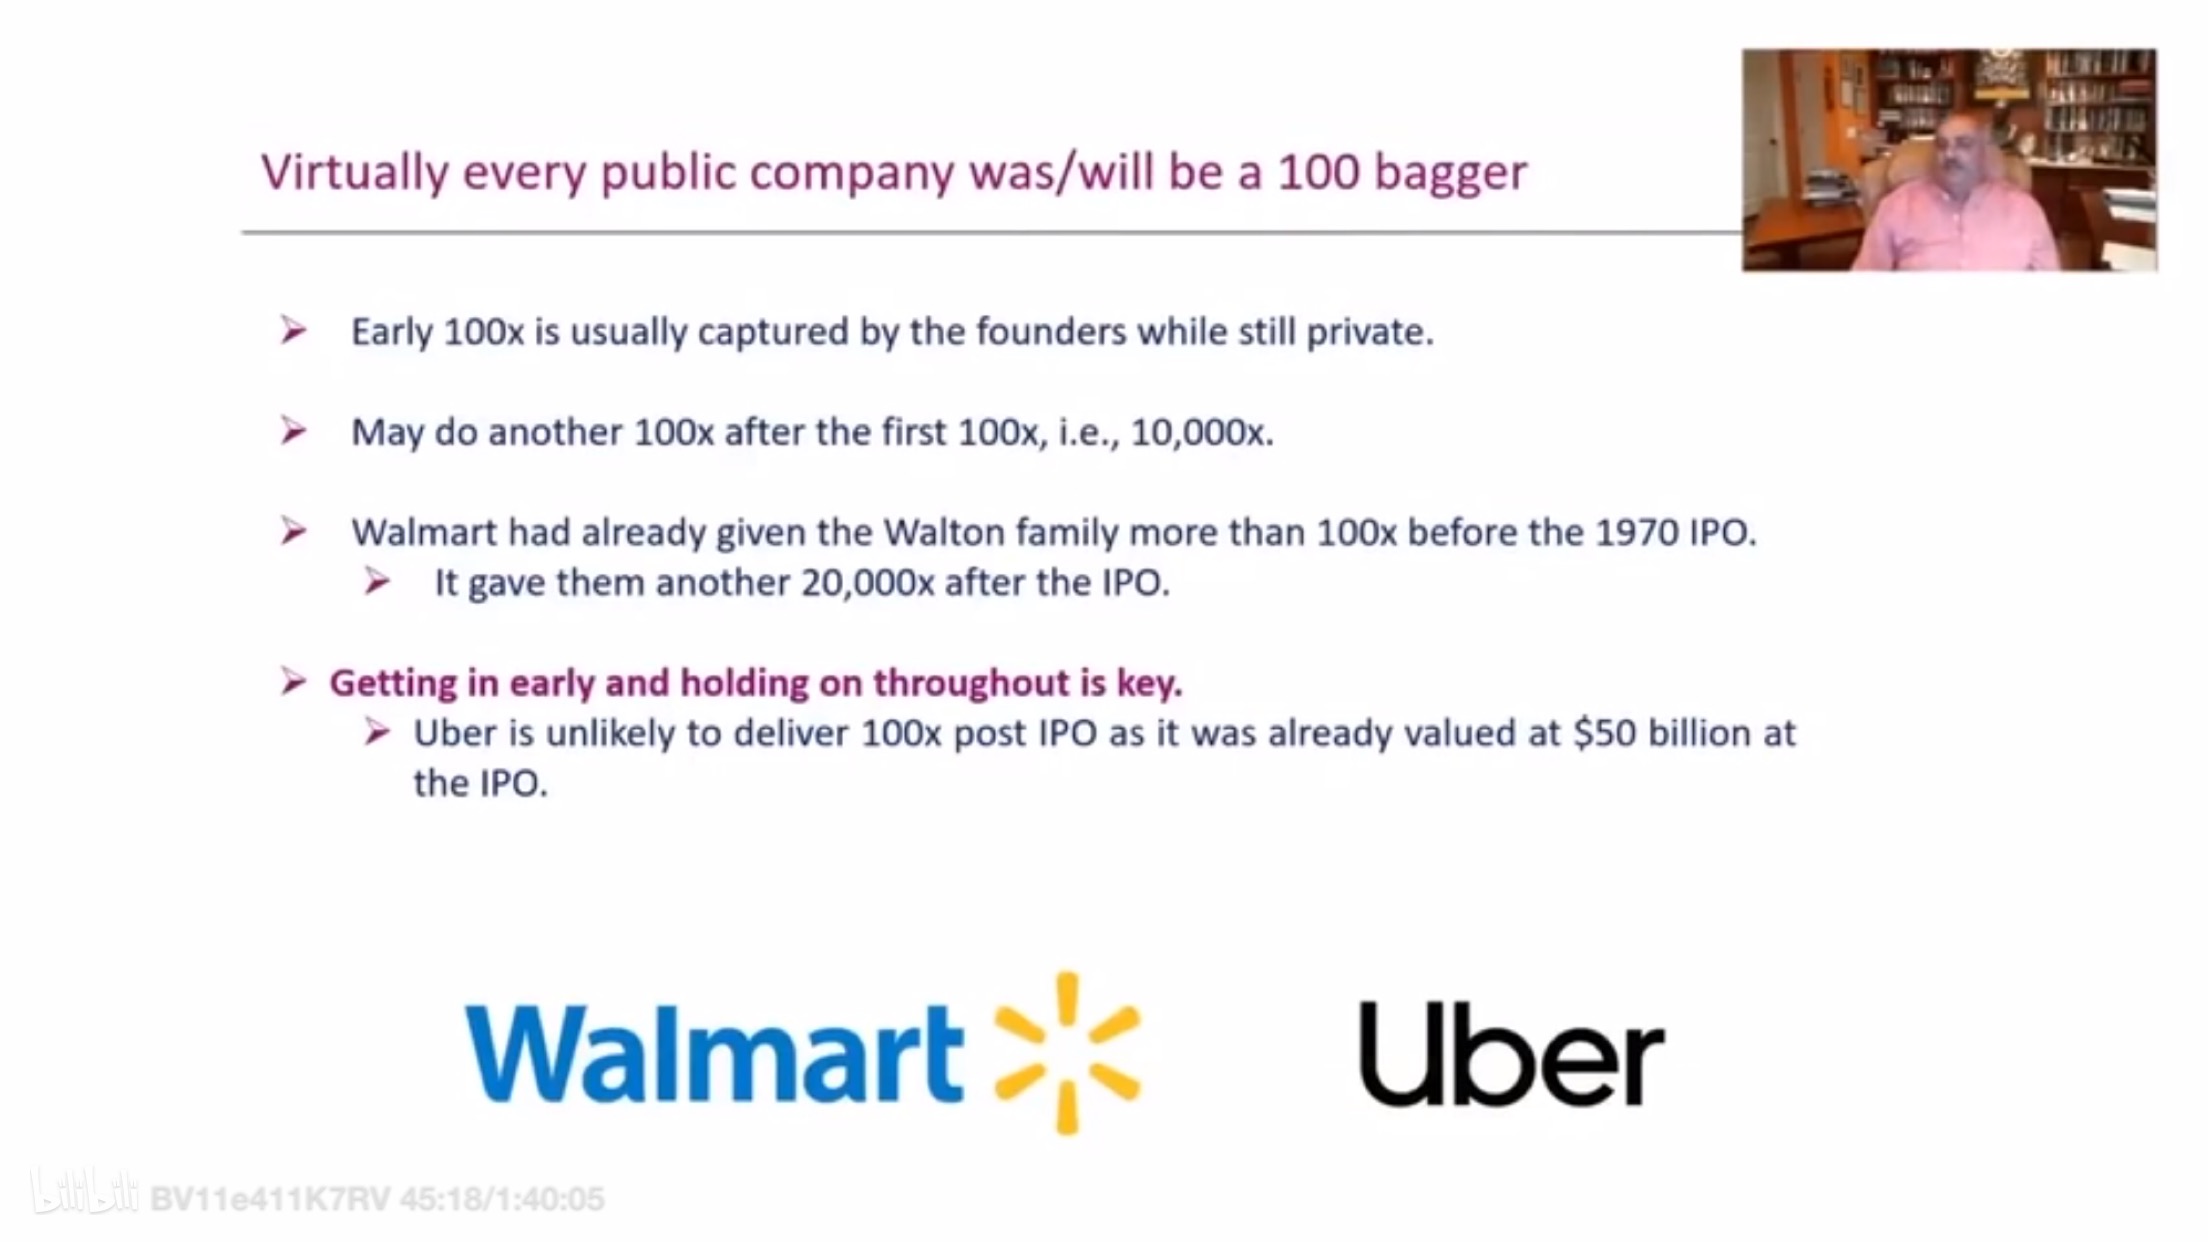 Virtually every public company was/will be a 100 bagger
Early 100x is usually captured by the founders while still private.
May do another 100x after the first 100x, i.e., 10,000x.
Walmart had already given the Walton family more than 100x before the 1970 IPO.
It gave them another 20,000x after the IPO.
Getting in early and holding on throughout is key.
Uber is unlikely to deliver 100x post IPO as it was already valued at $50 billion at
the IPO.
Walmart
Uber
bilibili BV11e411K7RV 45:18/1:40:05